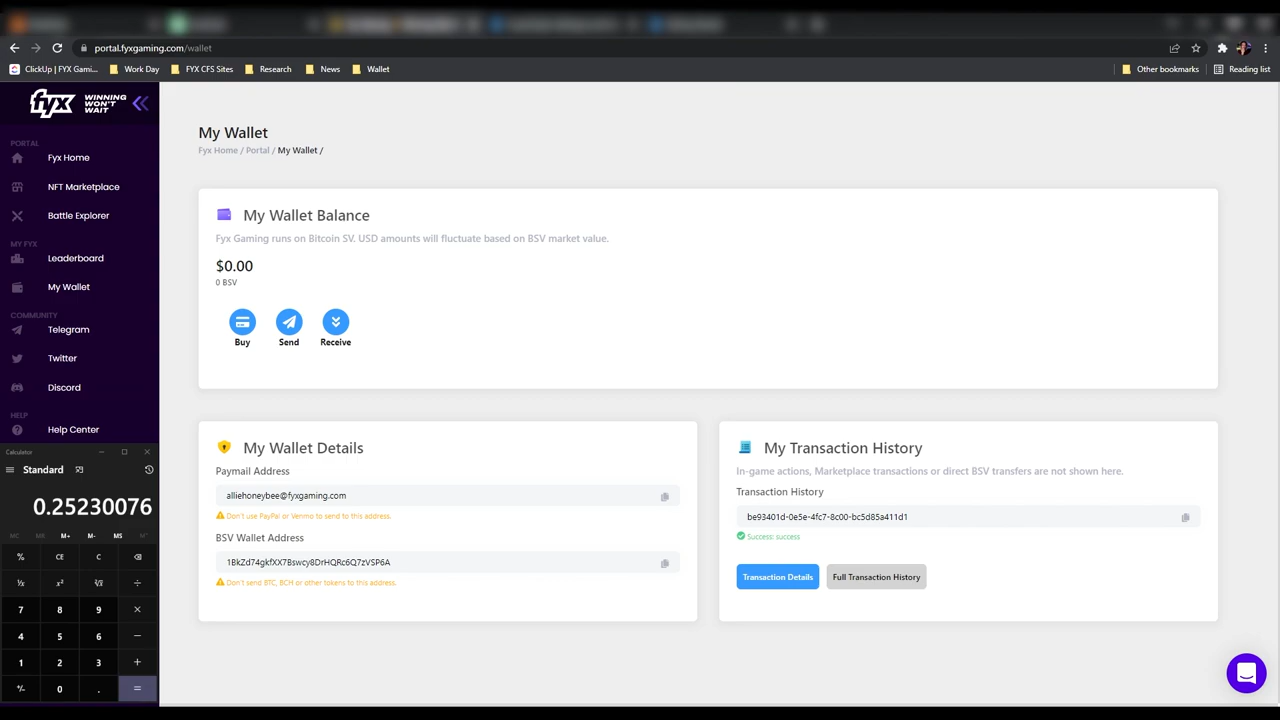 portal.fyxgaming.com/wallet
ClickUp | FYX Gami...
Work Day
FYX CFS Sites
Research
News
Wallet
Other bookmarks
Reading list
fyx
WINNING
WON'T
WAIT
PORTAL
Fyx Home
NFT Marketplace
Battle Explorer
MY FYX
Leaderboard
My Wallet
COMMUNITY
Telegram
Twitter
Discord
HELP
Help Center
My Wallet
Fyx Home / Portal / My Wallet /
My Wallet Balance
Fyx Gaming runs on Bitcoin SV. USD amounts will fluctuate based on BSV market value.
$0.00
0 BSV
Buy
Send
Receive
My Wallet Details
Paymail Address
alliehoneybee@fyxgaming.com
Don't use PayPal or Venmo to send to this address.
BSV Wallet Address
1BkZd74gkfXX7Bswcy8DrHQRc6Q7zVSP6A
Don't send BTC, BCH or other tokens to this address.
My Transaction History
In-game actions, Marketplace transactions or direct BSV transfers are not shown here.
Transaction History
be93401d-0e5e-4fc7-8c00-bc5d85a411d1
Success: success
Transaction Details
Full Transaction History
Calculator
Standard
0.25230076
MC MR M+ M- MS M˅
% CE C
⅟x x² ²√x ÷
7 8 9 ×
4 5 6 −
1 2 3 +
+/- 0 . =